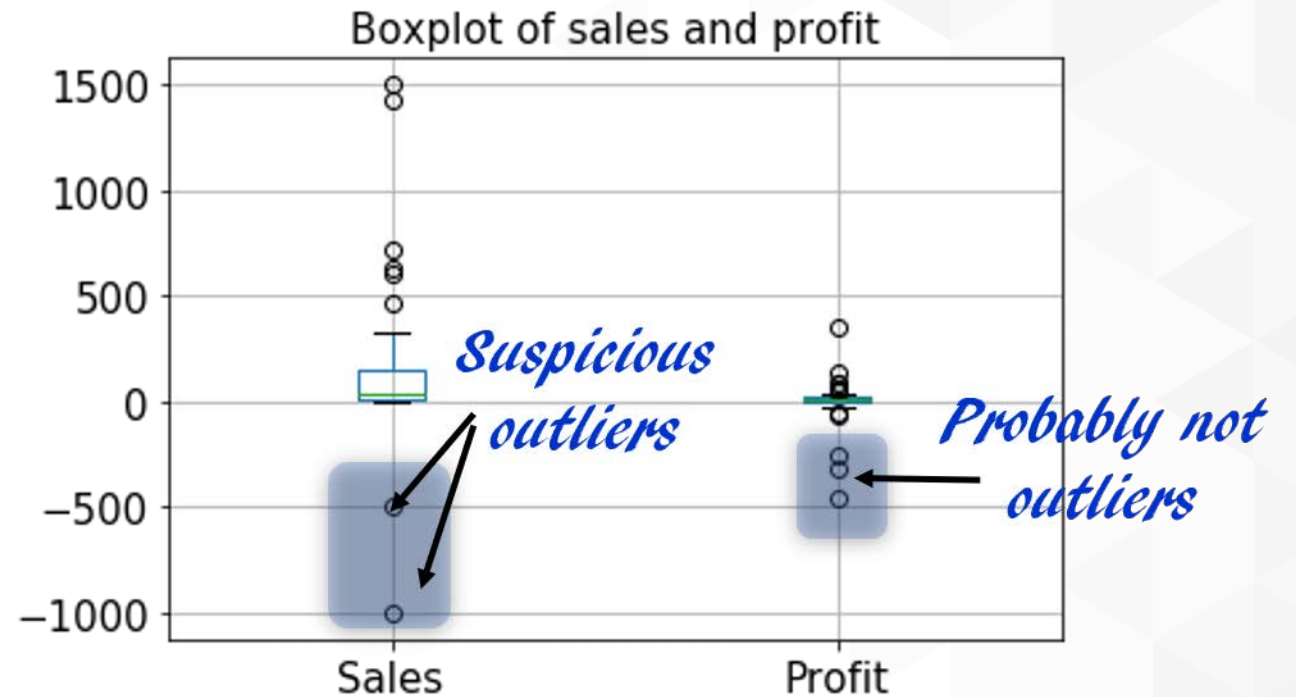 Boxplot of sales and profit
1500
1000
500
0
−500
−1000
Suspicious
outliers
Probably not
outliers
Sales
Profit